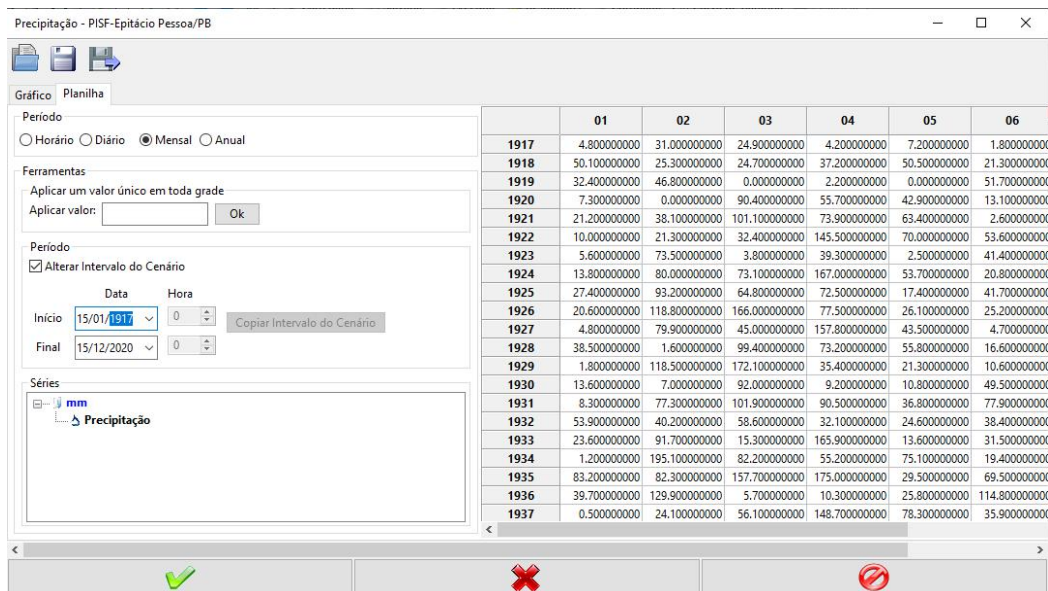 Precipitação - PISF-Epitácio Pessoa/PB
Gráfico Planilha
Período
Horário Diário Mensal Anual
Ferramentas
Aplicar um valor único em toda grade
Aplicar valor: Ok
Período
Alterar Intervalo do Cenário
Data Hora
Início 15/01/1917 0 Copiar Intervalo do Cenário
Final 15/12/2020 0
Séries
mm
Precipitação
01 02 03 04 05 06
1917 4.800000000 31.000000000 24.900000000 4.200000000 7.200000000 1.800000000
1918 50.100000000 25.300000000 24.700000000 37.200000000 50.500000000 21.300000000
1919 32.400000000 46.800000000 0.000000000 2.200000000 0.000000000 51.700000000
1920 7.300000000 0.000000000 90.400000000 55.700000000 42.900000000 13.100000000
1921 21.200000000 38.100000000 101.100000000 73.900000000 63.400000000 2.600000000
1922 10.000000000 21.300000000 32.400000000 145.500000000 70.000000000 53.600000000
1923 5.600000000 73.500000000 3.800000000 39.300000000 2.500000000 41.400000000
1924 13.800000000 80.000000000 73.100000000 167.000000000 53.700000000 20.800000000
1925 27.400000000 93.200000000 64.800000000 72.500000000 17.400000000 41.700000000
1926 20.600000000 118.800000000 166.000000000 77.500000000 26.100000000 25.200000000
1927 4.800000000 79.900000000 45.000000000 157.800000000 43.500000000 4.700000000
1928 38.500000000 1.600000000 99.400000000 73.200000000 55.800000000 16.600000000
1929 1.800000000 118.500000000 172.100000000 35.400000000 21.300000000 10.600000000
1930 13.600000000 7.000000000 92.000000000 9.200000000 10.800000000 49.500000000
1931 8.300000000 77.300000000 101.900000000 90.500000000 36.800000000 77.900000000
1932 53.900000000 40.200000000 58.600000000 32.100000000 24.600000000 38.400000000
1933 23.600000000 91.700000000 15.300000000 165.900000000 13.600000000 31.500000000
1934 1.200000000 195.100000000 82.200000000 55.200000000 75.100000000 19.400000000
1935 83.200000000 82.300000000 157.700000000 175.000000000 29.500000000 69.500000000
1936 39.700000000 129.900000000 5.700000000 10.300000000 25.800000000 114.800000000
1937 0.500000000 24.100000000 56.100000000 148.700000000 78.300000000 35.900000000